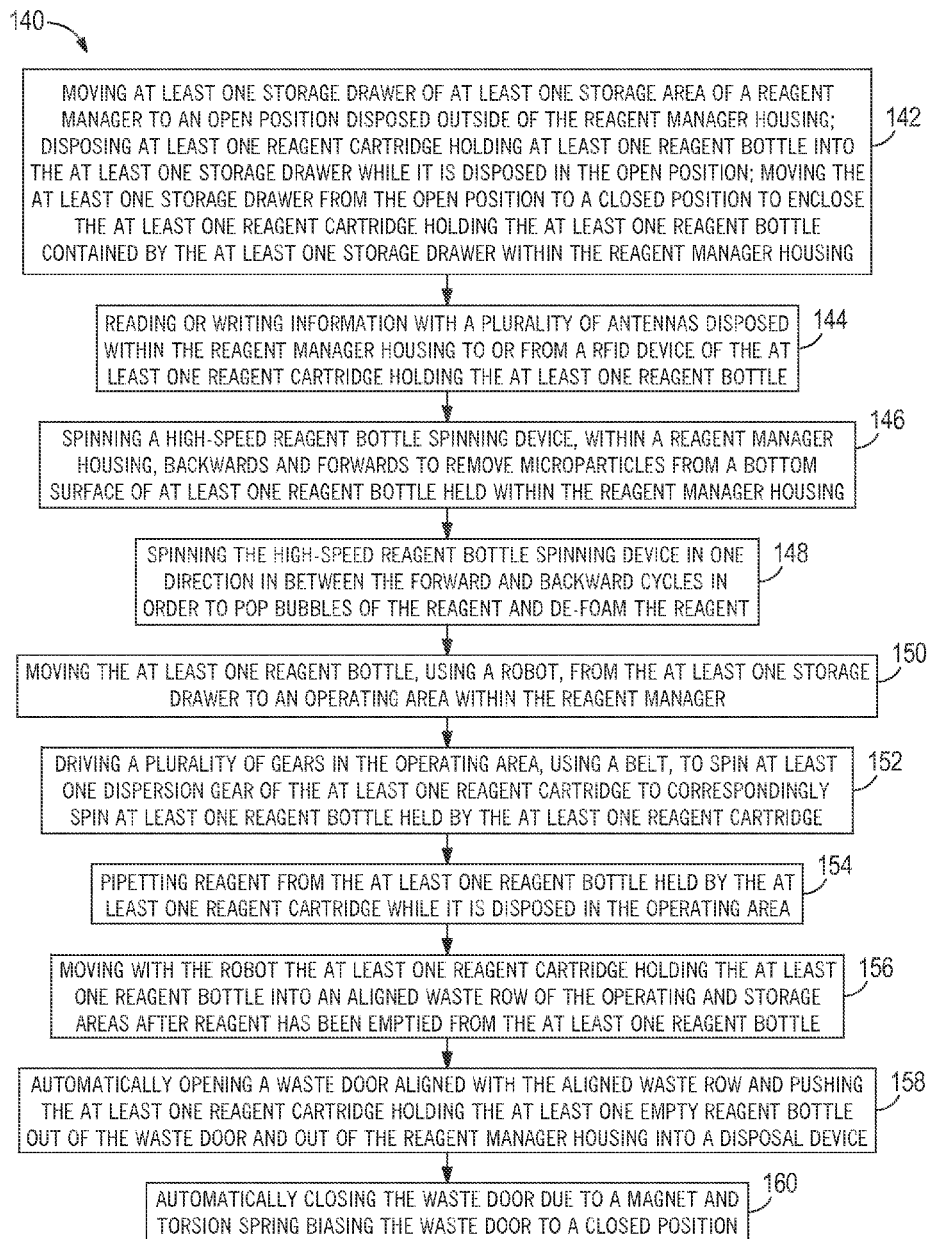 140
MOVING AT LEAST ONE STORAGE DRAWER OF AT LEAST ONE STORAGE AREA OF A REAGENT
MANAGER TO AN OPEN POSITION DISPOSED OUTSIDE OF THE REAGENT MANAGER HOUSING;
DISPOSING AT LEAST ONE REAGENT CARTRIDGE HOLDING AT LEAST ONE REAGENT BOTTLE INTO
THE AT LEAST ONE STORAGE DRAWER WHILE IT IS DISPOSED IN THE OPEN POSITION; MOVING THE
AT LEAST ONE STORAGE DRAWER FROM THE OPEN POSITION TO A CLOSED POSITION TO ENCLOSE
THE AT LEAST ONE REAGENT CARTRIDGE HOLDING THE AT LEAST ONE REAGENT BOTTLE
CONTAINED BY THE AT LEAST ONE STORAGE DRAWER WITHIN THE REAGENT MANAGER HOUSING
142
READING OR WRITING INFORMATION WITH A PLURALITY OF ANTENNAS DISPOSED
WITHIN THE REAGENT MANAGER HOUSING TO OR FROM A RFID DEVICE OF THE AT
LEAST ONE REAGENT CARTRIDGE HOLDING THE AT LEAST ONE REAGENT BOTTLE
144
SPINNING A HIGH-SPEED REAGENT BOTTLE SPINNING DEVICE, WITHIN A REAGENT MANAGER
HOUSING, BACKWARDS AND FORWARDS TO REMOVE MICROPARTICLES FROM A BOTTOM
SURFACE OF AT LEAST ONE REAGENT BOTTLE HELD WITHIN THE REAGENT MANAGER HOUSING
146
SPINNING THE HIGH-SPEED REAGENT BOTTLE SPINNING DEVICE IN ONE
DIRECTION IN BETWEEN THE FORWARD AND BACKWARD CYCLES IN
ORDER TO POP BUBBLES OF THE REAGENT AND DE-FOAM THE REAGENT
148
MOVING THE AT LEAST ONE REAGENT BOTTLE, USING A ROBOT, FROM THE AT LEAST ONE STORAGE
DRAWER TO AN OPERATING AREA WITHIN THE REAGENT MANAGER
150
DRIVING A PLURALITY OF GEARS IN THE OPERATING AREA, USING A BELT, TO SPIN AT LEAST
ONE DISPERSION GEAR OF THE AT LEAST ONE REAGENT CARTRIDGE TO CORRESPONDINGLY
SPIN AT LEAST ONE REAGENT BOTTLE HELD BY THE AT LEAST ONE REAGENT CARTRIDGE
152
PIPETTING REAGENT FROM THE AT LEAST ONE REAGENT BOTTLE HELD BY THE AT
LEAST ONE REAGENT CARTRIDGE WHILE IT IS DISPOSED IN THE OPERATING AREA
154
MOVING WITH THE ROBOT THE AT LEAST ONE REAGENT CARTRIDGE HOLDING THE AT LEAST
ONE REAGENT BOTTLE INTO AN ALIGNED WASTE ROW OF THE OPERATING AND STORAGE
AREAS AFTER REAGENT HAS BEEN EMPTIED FROM THE AT LEAST ONE REAGENT BOTTLE
156
AUTOMATICALLY OPENING A WASTE DOOR ALIGNED WITH THE ALIGNED WASTE ROW AND PUSHING
THE AT LEAST ONE REAGENT CARTRIDGE HOLDING THE AT LEAST ONE EMPTY REAGENT BOTTLE
OUT OF THE WASTE DOOR AND OUT OF THE REAGENT MANAGER HOUSING INTO A DISPOSAL DEVICE
158
AUTOMATICALLY CLOSING THE WASTE DOOR DUE TO A MAGNET AND
TORSION SPRING BIASING THE WASTE DOOR TO A CLOSED POSITION
160